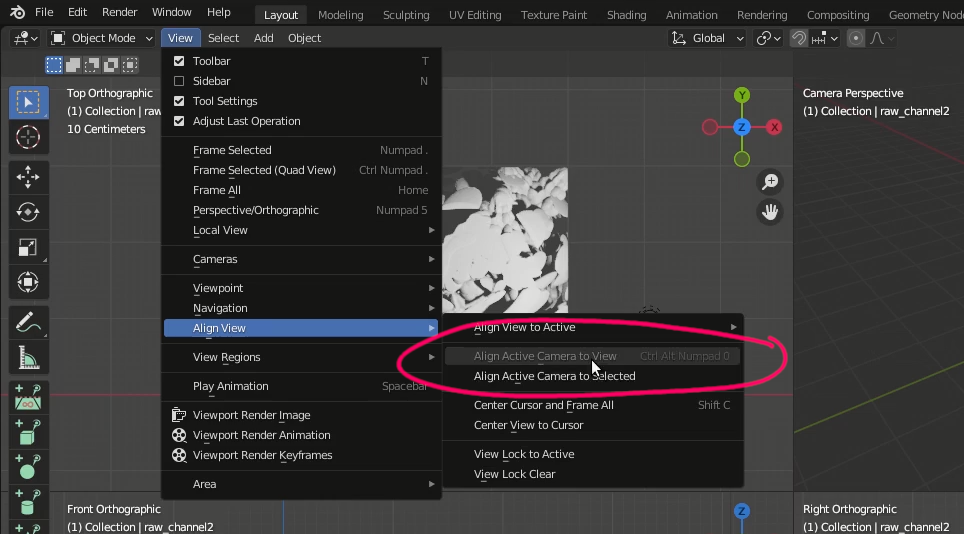 File Edit Render Window Help Layout Modeling Sculpting UV Editing Texture Paint Shading Animation Rendering Compositing Geometry Nod
Object Mode View Select Add Object Global
Top Orthographic
(1) Collection | raw_
10 Centimeters
Toolbar T
Sidebar N
Tool Settings
Adjust Last Operation
Frame Selected Numpad .
Frame Selected (Quad View) Ctrl Numpad .
Frame All Home
Perspective/Orthographic Numpad 5
Local View
Cameras
Viewpoint
Navigation
Align View
View Regions
Play Animation Spacebar
Viewport Render Image
Viewport Render Animation
Viewport Render Keyframes
Area
Align View to Active
Align Active Camera to View Ctrl Alt Numpad 0
Align Active Camera to Selected
Center Cursor and Frame All Shift C
Center View to Cursor
View Lock to Active
View Lock Clear
Y
Z X
Camera Perspective
(1) Collection | raw_channel2
Front Orthographic
(1) Collection | raw_channel2
Z
Right Orthographic
(1) Collection | raw_channel2